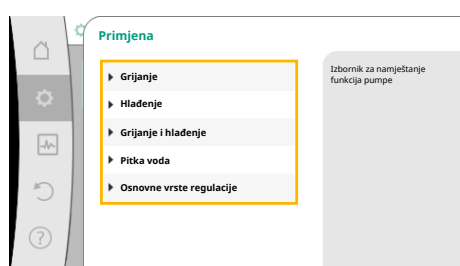 Primjena
Grijanje
Hlađenje
Grijanje i hlađenje
Pitka voda
Osnovne vrste regulacije
Izbornik za namještanje
funkcija pumpe